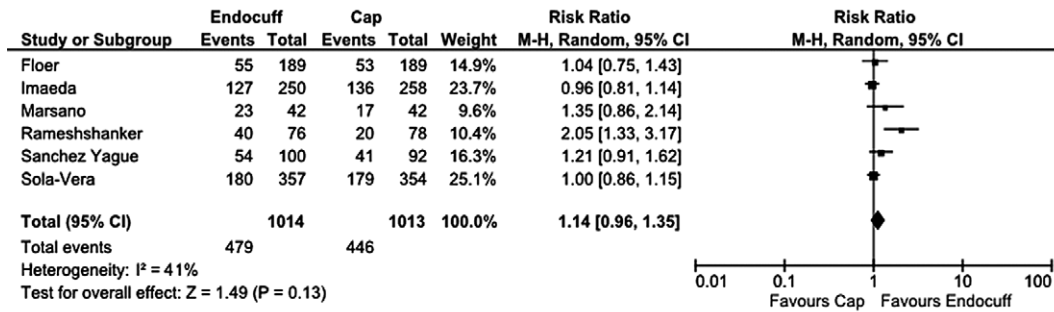 Endocuff Cap Risk Ratio Risk Ratio
Study or Subgroup Events Total Events Total Weight M-H, Random, 95% CI M-H, Random, 95% CI
Floer 55 189 53 189 14.9% 1.04 [0.75, 1.43]
Imaeda 127 250 136 258 23.7% 0.96 [0.81, 1.14]
Marsano 23 42 17 42 9.6% 1.35 [0.86, 2.14]
Rameshshanker 40 76 20 78 10.4% 2.05 [1.33, 3.17]
Sanchez Yague 54 100 41 92 16.3% 1.21 [0.91, 1.62]
Sola-Vera 180 357 179 354 25.1% 1.00 [0.86, 1.15]
Total (95% CI) 1014 1013 100.0% 1.14 [0.96, 1.35]
Total events 479 446
Heterogeneity: I² = 41%
Test for overall effect: Z = 1.49 (P = 0.13)
0.01 0.1 1 10 100
Favours Cap Favours Endocuff